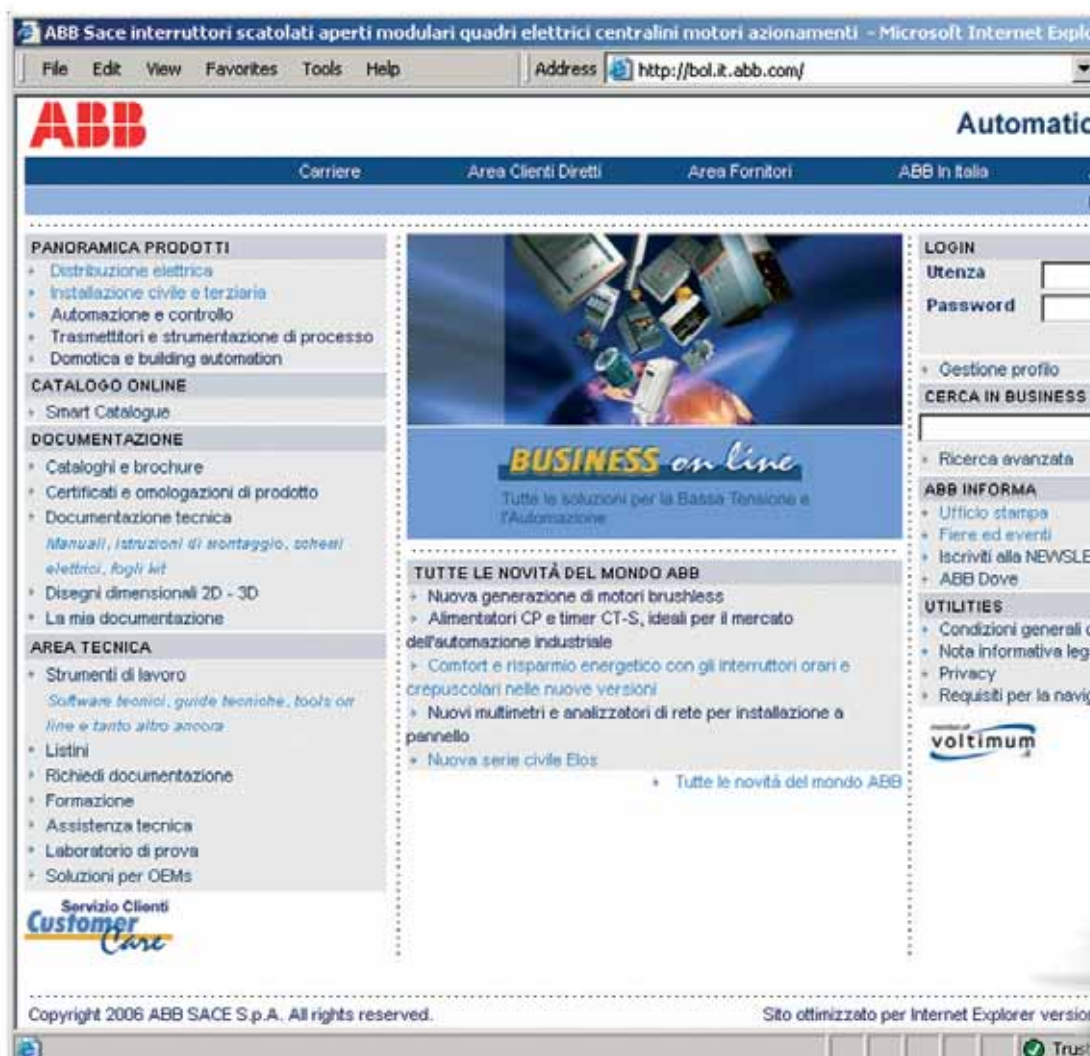 ABB Sace interruttori scatolati aperti modulari quadri elettrici centralini motori azionamenti - Microsoft Internet Explo
File Edit View Favorites Tools Help
Address http://bol.it.abb.com/
ABB
Automatio
Carriere Area Clienti Diretti Area Fornitori ABB In Italia
PANORAMICA PRODOTTI
Distribuzione elettrica
Installazione civile e terziaria
Automazione e controllo
Trasmettitori e strumentazione di processo
Domotica e building automation
CATALOGO ONLINE
Smart Catalogue
DOCUMENTAZIONE
Cataloghi e brochure
Certificati e omologazioni di prodotto
Documentazione tecnica
Manuali, istruzioni di montaggio, schemi
elettrici, fogli kit
Disegni dimensionali 2D - 3D
La mia documentazione
AREA TECNICA
Strumenti di lavoro
Software tecnici, guide tecniche, tools on
line e tanto altro ancora
Listini
Richiedi documentazione
Formazione
Assistenza tecnica
Laboratorio di prova
Soluzioni per OEMs
Servizio Clienti
Customer
Care
BUSINESS on line
Tutte le soluzioni per la Bassa Tensione e
l'Automazione
TUTTE LE NOVITÁ DEL MONDO ABB
Nuova generazione di motori brushless
Alimentatori CP e timer CT-S, ideali per il mercato
dell'automazione industriale
Comfort e risparmio energetico con gli interruttori orari e
crepuscolari nelle nuove versioni
Nuovi multimetri e analizzatori di rete per installazione a
pannello
Nuova serie civile Elos
Tutte le novitá del mondo ABB
LOGIN
Utenza
Password
Gestione profilo
CERCA IN BUSINESS
Ricerca avanzata
ABB INFORMA
Ufficio stampa
Fiere ed eventi
Iscriviti alla NEWSLE
ABB Dove
UTILITIES
Condizioni generali
Nota informativa leg
Privacy
Requisiti per la navig
voltimum
Copyright 2006 ABB SACE S.p.A. All rights reserved.
Sito ottimizzato per Internet Explorer version
Trus